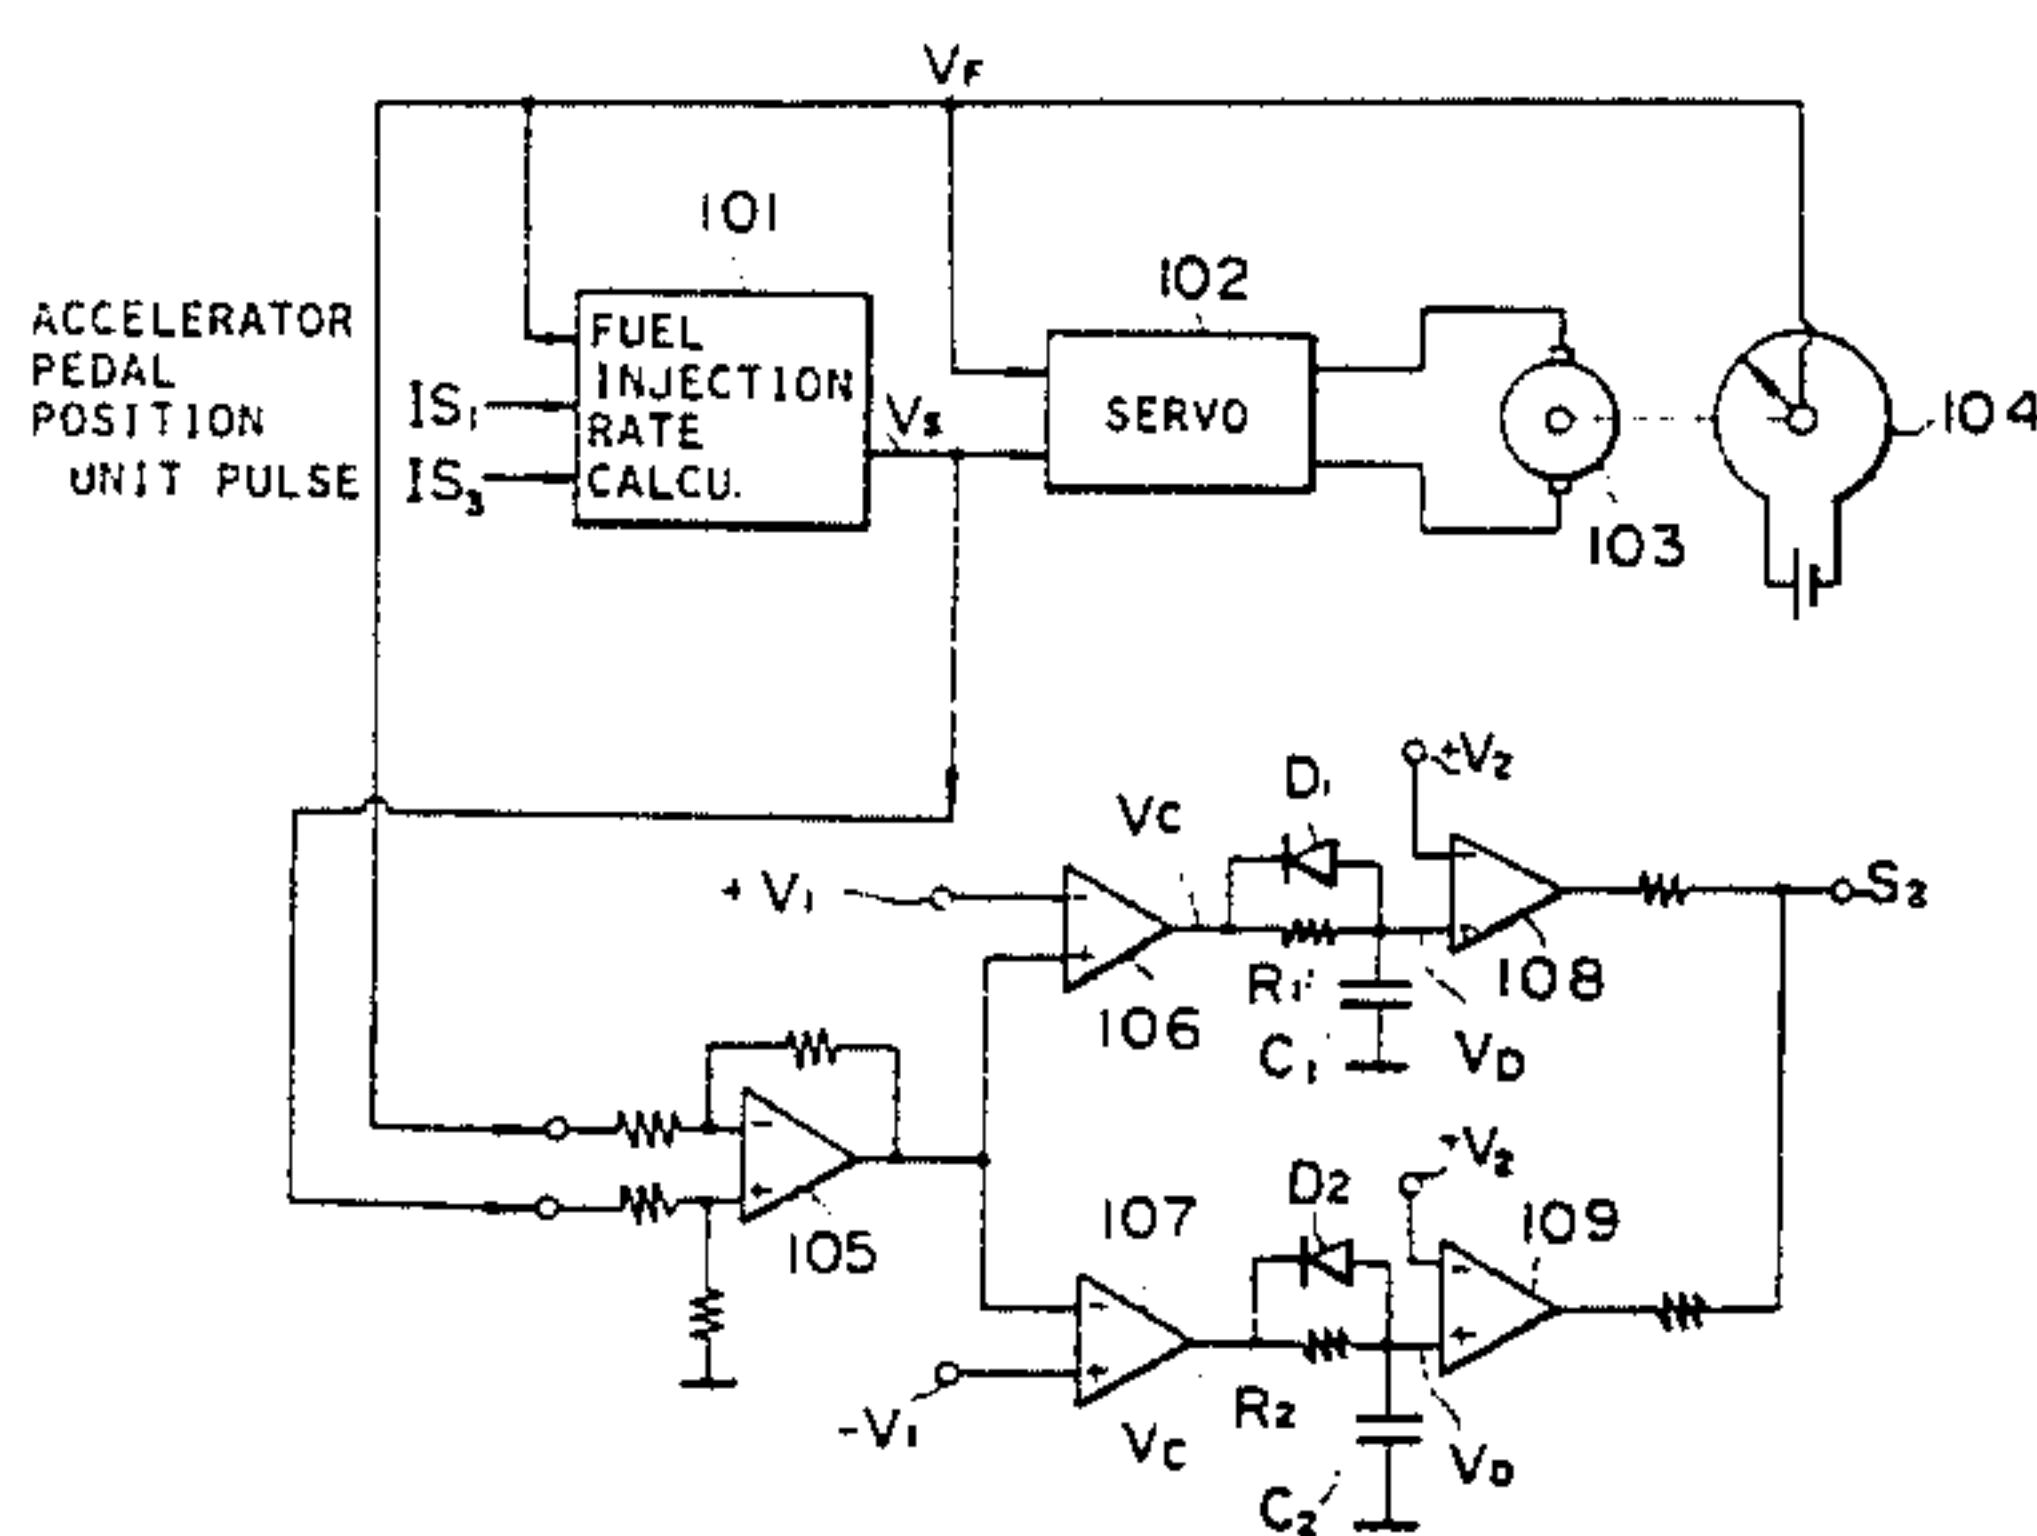 VF
101
102
ACCELERATOR
PEDAL
POSITION
UNIT PULSE
IS1
IS3
FUEL
INJECTION
RATE
CALCU.
VS
SERVO
103
104
+V2
D1
VC
+V1
-
+
106
R1
C1
-
108
VD
S2
-
+
105
107
-
+
-V1
VC
D2
R2
C2
+V2
-
+
109
VD